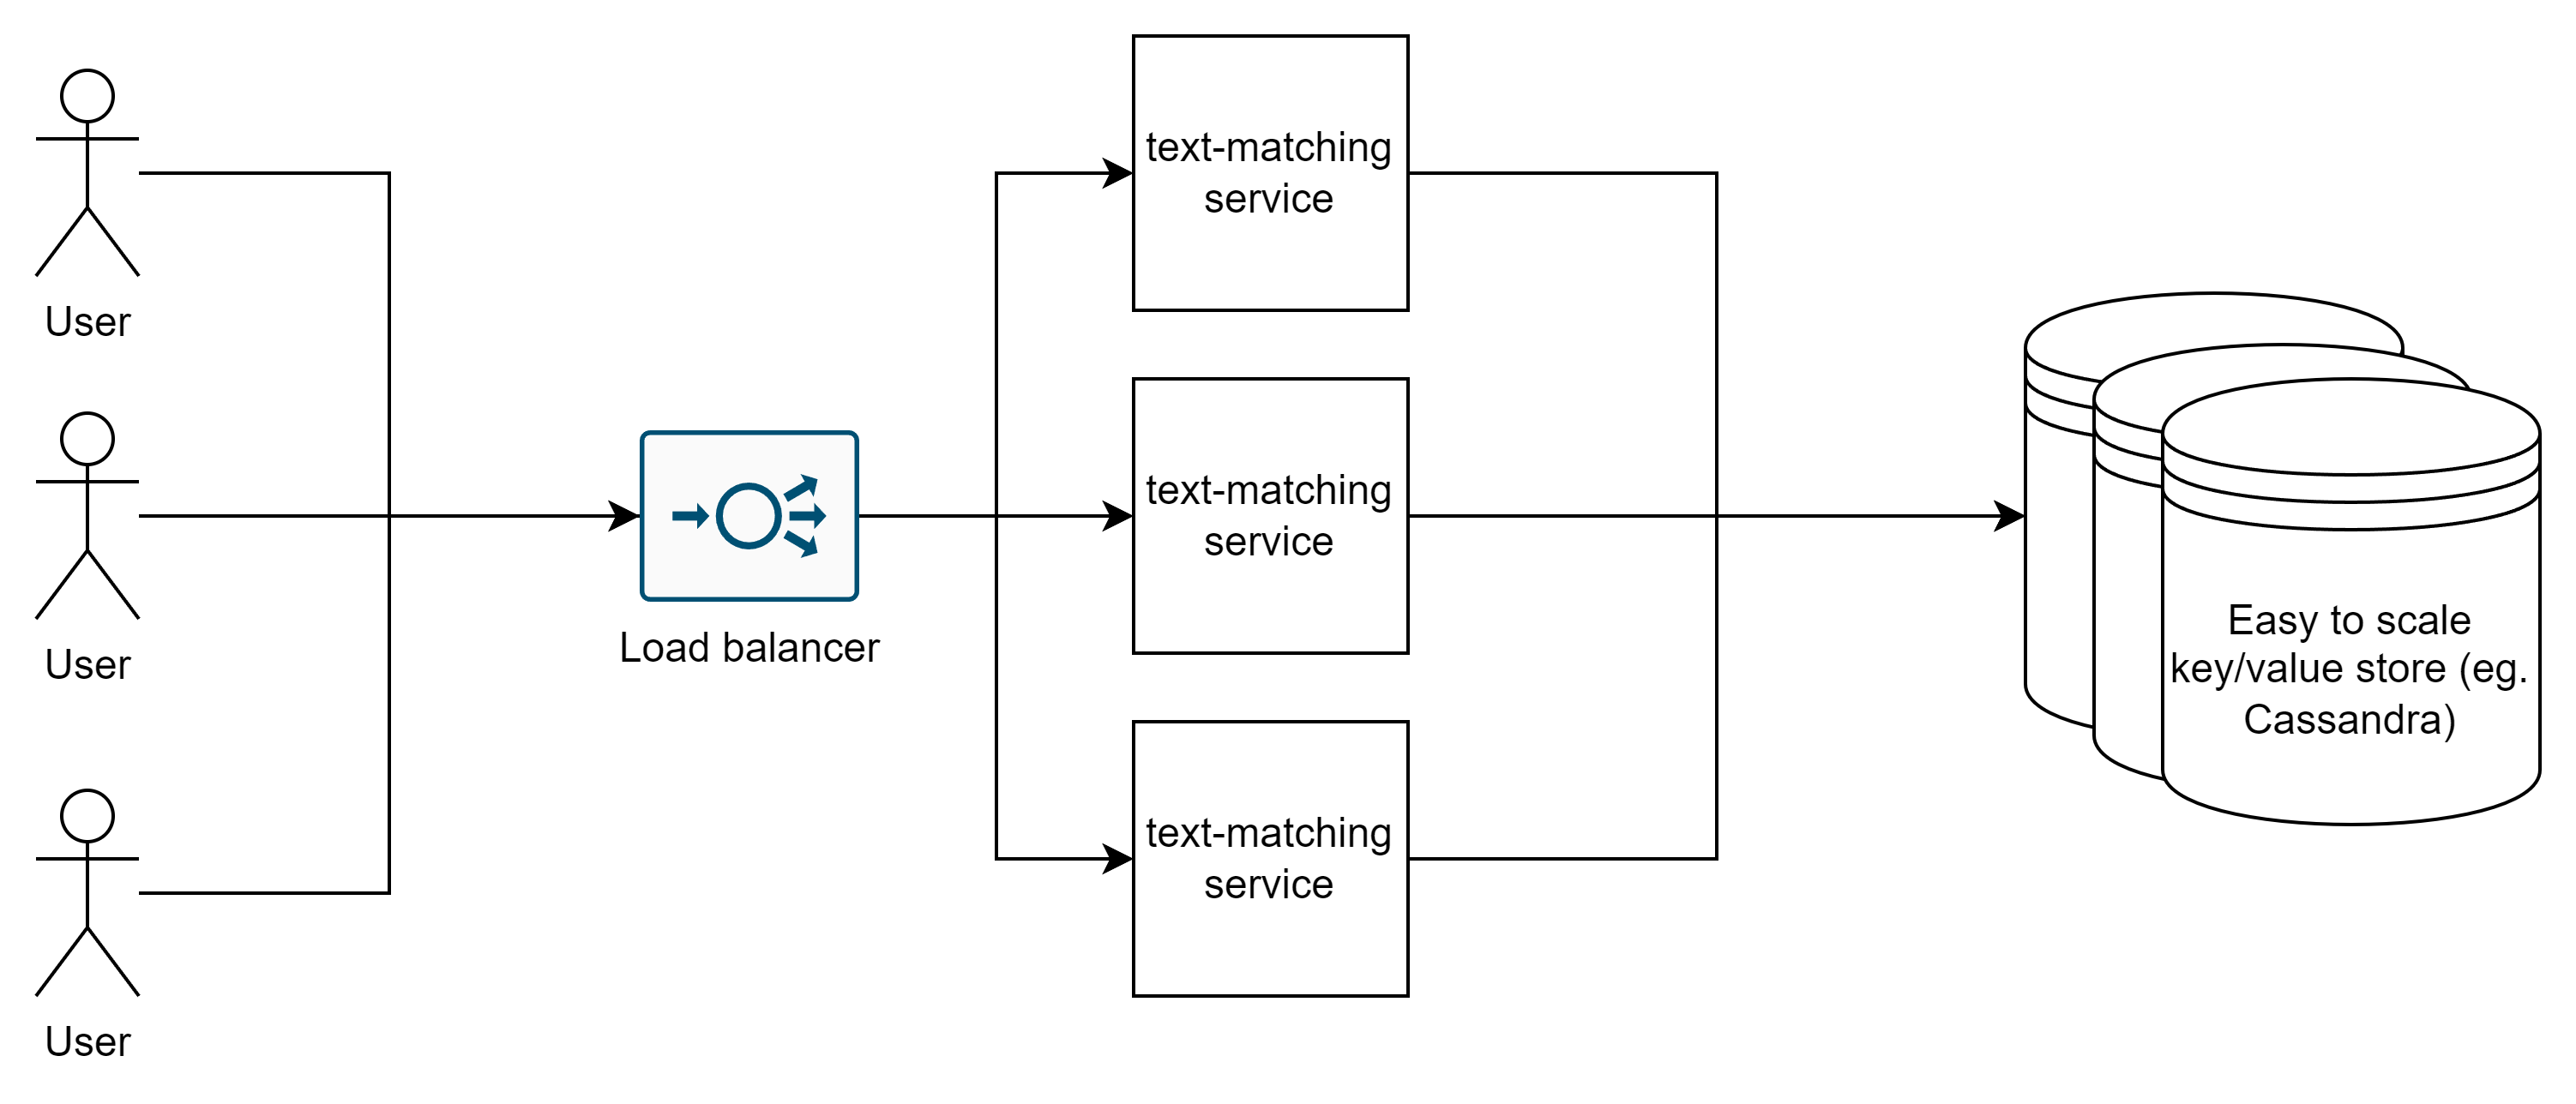 User
User
User
Load balancer
text-matching
service
text-matching
service
text-matching
service
Easy to scale
key/value store (eg.
Cassandra)